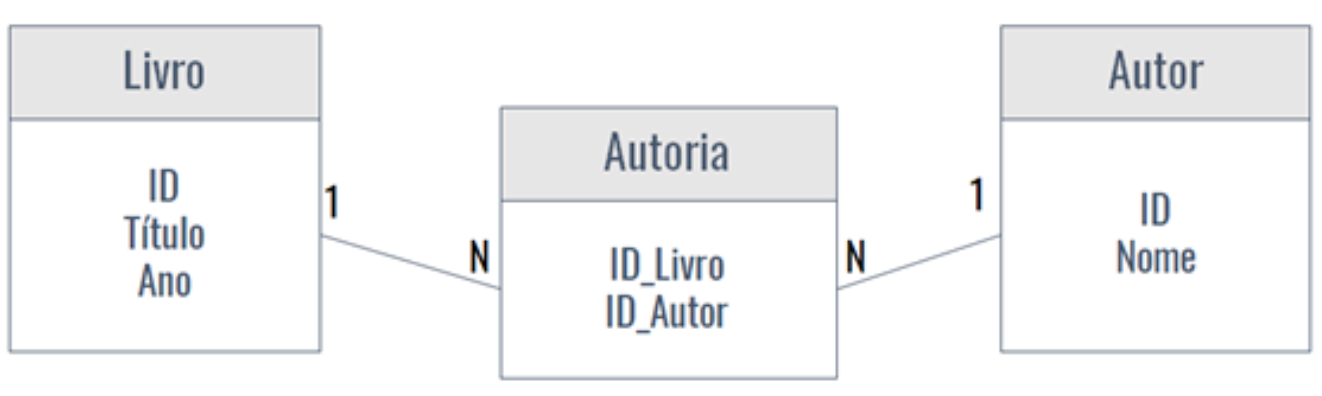 Livro
ID
Título
Ano
1
N
Autoria
ID_Livro
ID_Autor
N
1
Autor
ID
Nome